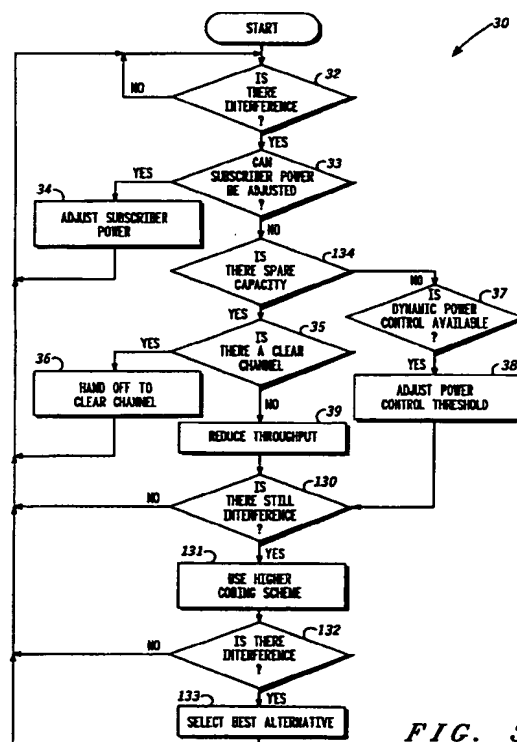 START
30
32
IS
THERE
INTERFERENCE
?
NO
YES
33
CAN
SUBSCRIBER POWER
BE ADJUSTED
?
YES
34
ADJUST SUBSCRIBER
POWER
NO
134
IS
THERE SPARE
CAPACITY
NO
37
IS
DYNAMIC POWER
CONTROL AVAILABLE
?
YES
35
IS
THERE A CLEAR
CHANNEL
YES
36
HAND OFF TO
CLEAR CHANNEL
YES
38
ADJUST POWER
CONTROL THRESHOLD
NO
39
REDUCE THROUGHPUT
130
IS
THERE STILL
INTERFERENCE
?
NO
YES
131
USE HIGHER
CODING SCHEME
132
IS THERE
INTERFERENCE
?
NO
YES
133
SELECT BEST ALTERNATIVE
FIG. 3